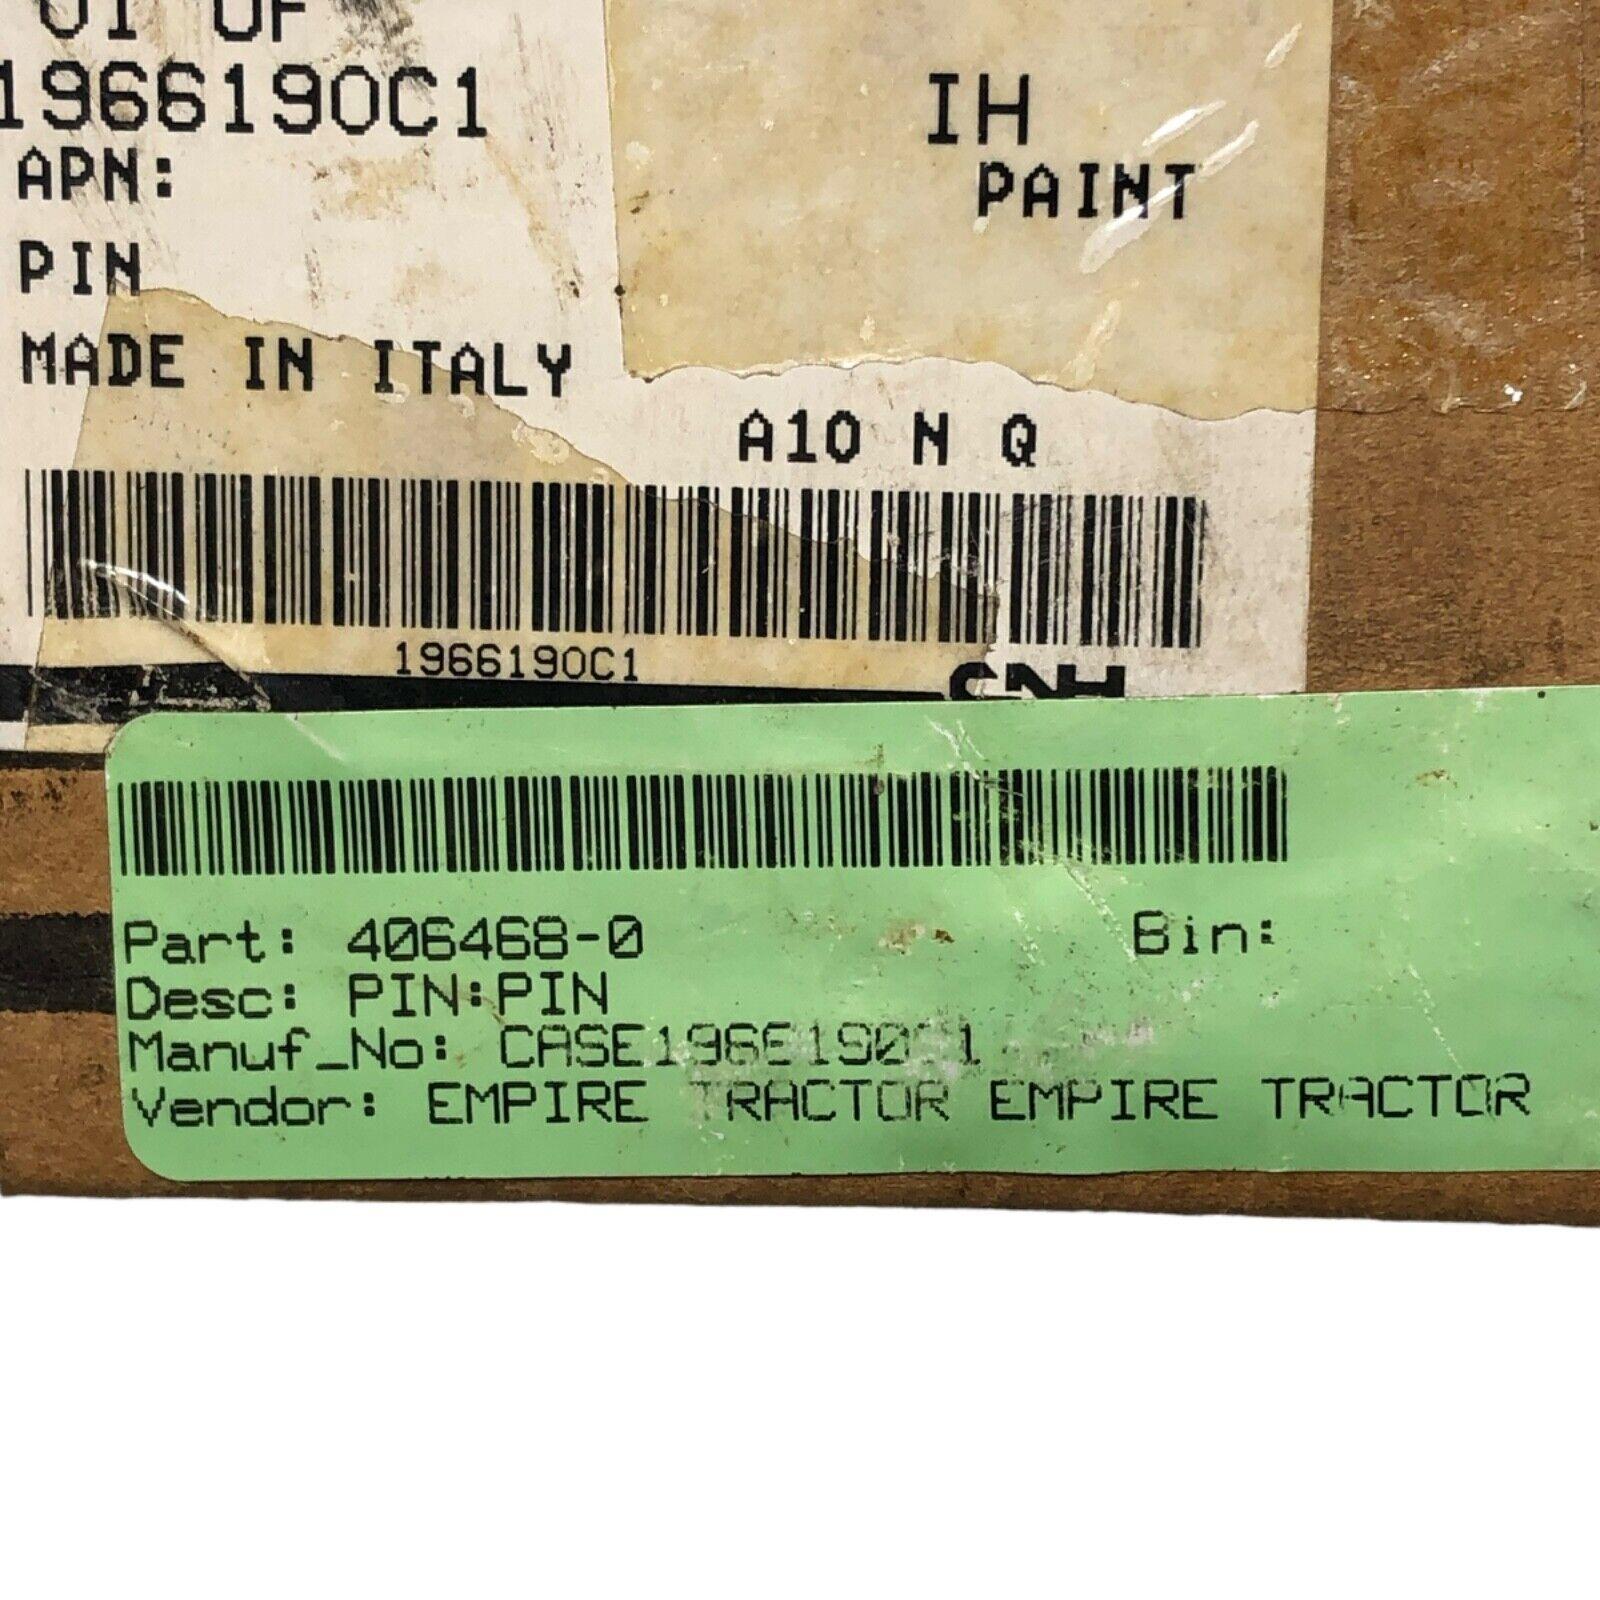 01 OF
1966190C1
IH
APN:
PAINT
PIN
MADE IN ITALY
A10 N Q
1966190C1
CNH
Part: 406468-0 Bin:
Desc: PIN:PIN
Manuf_No: CASE1966190C1
Vendor: EMPIRE TRACTOR EMPIRE TRACTOR